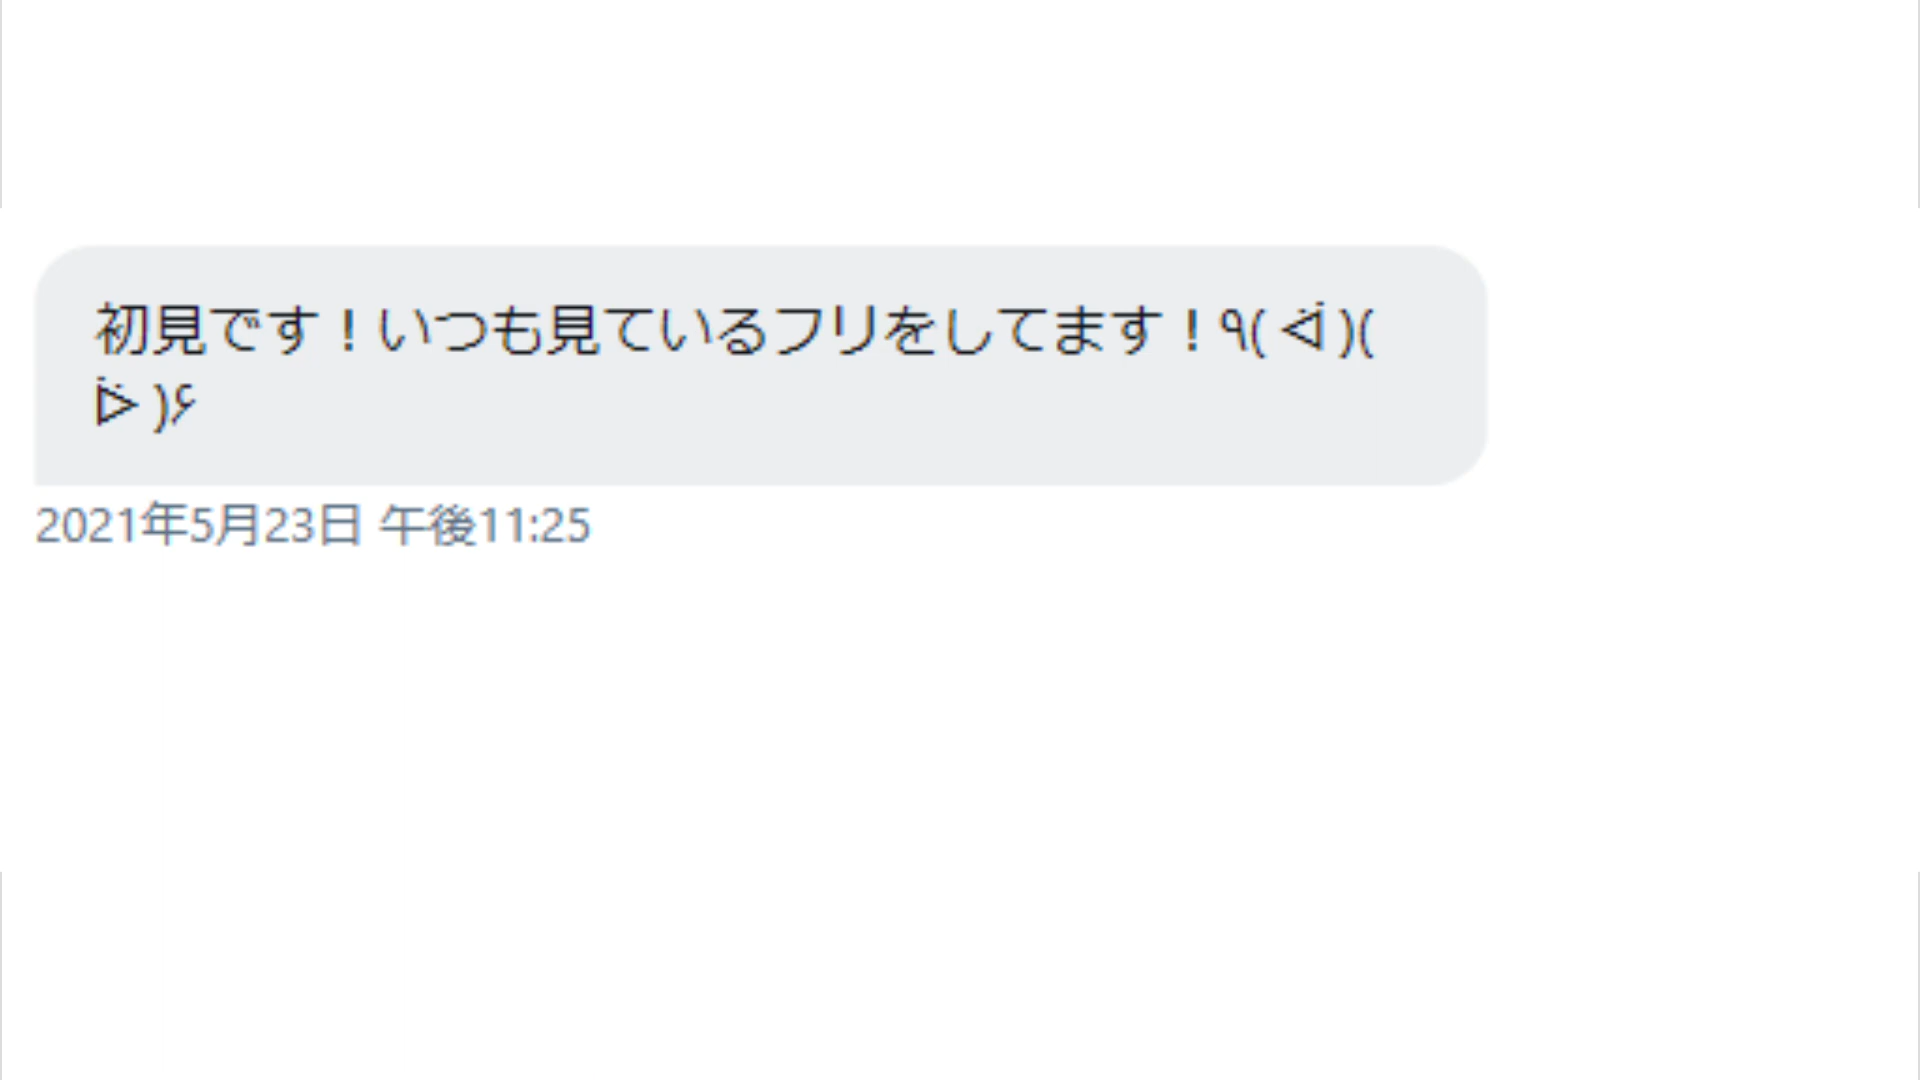 初見です！いつも見ているフリをしてます！٩( ᐊ̇ )(
ᐅ̇ )۶
2021年5月23日 午後11:25